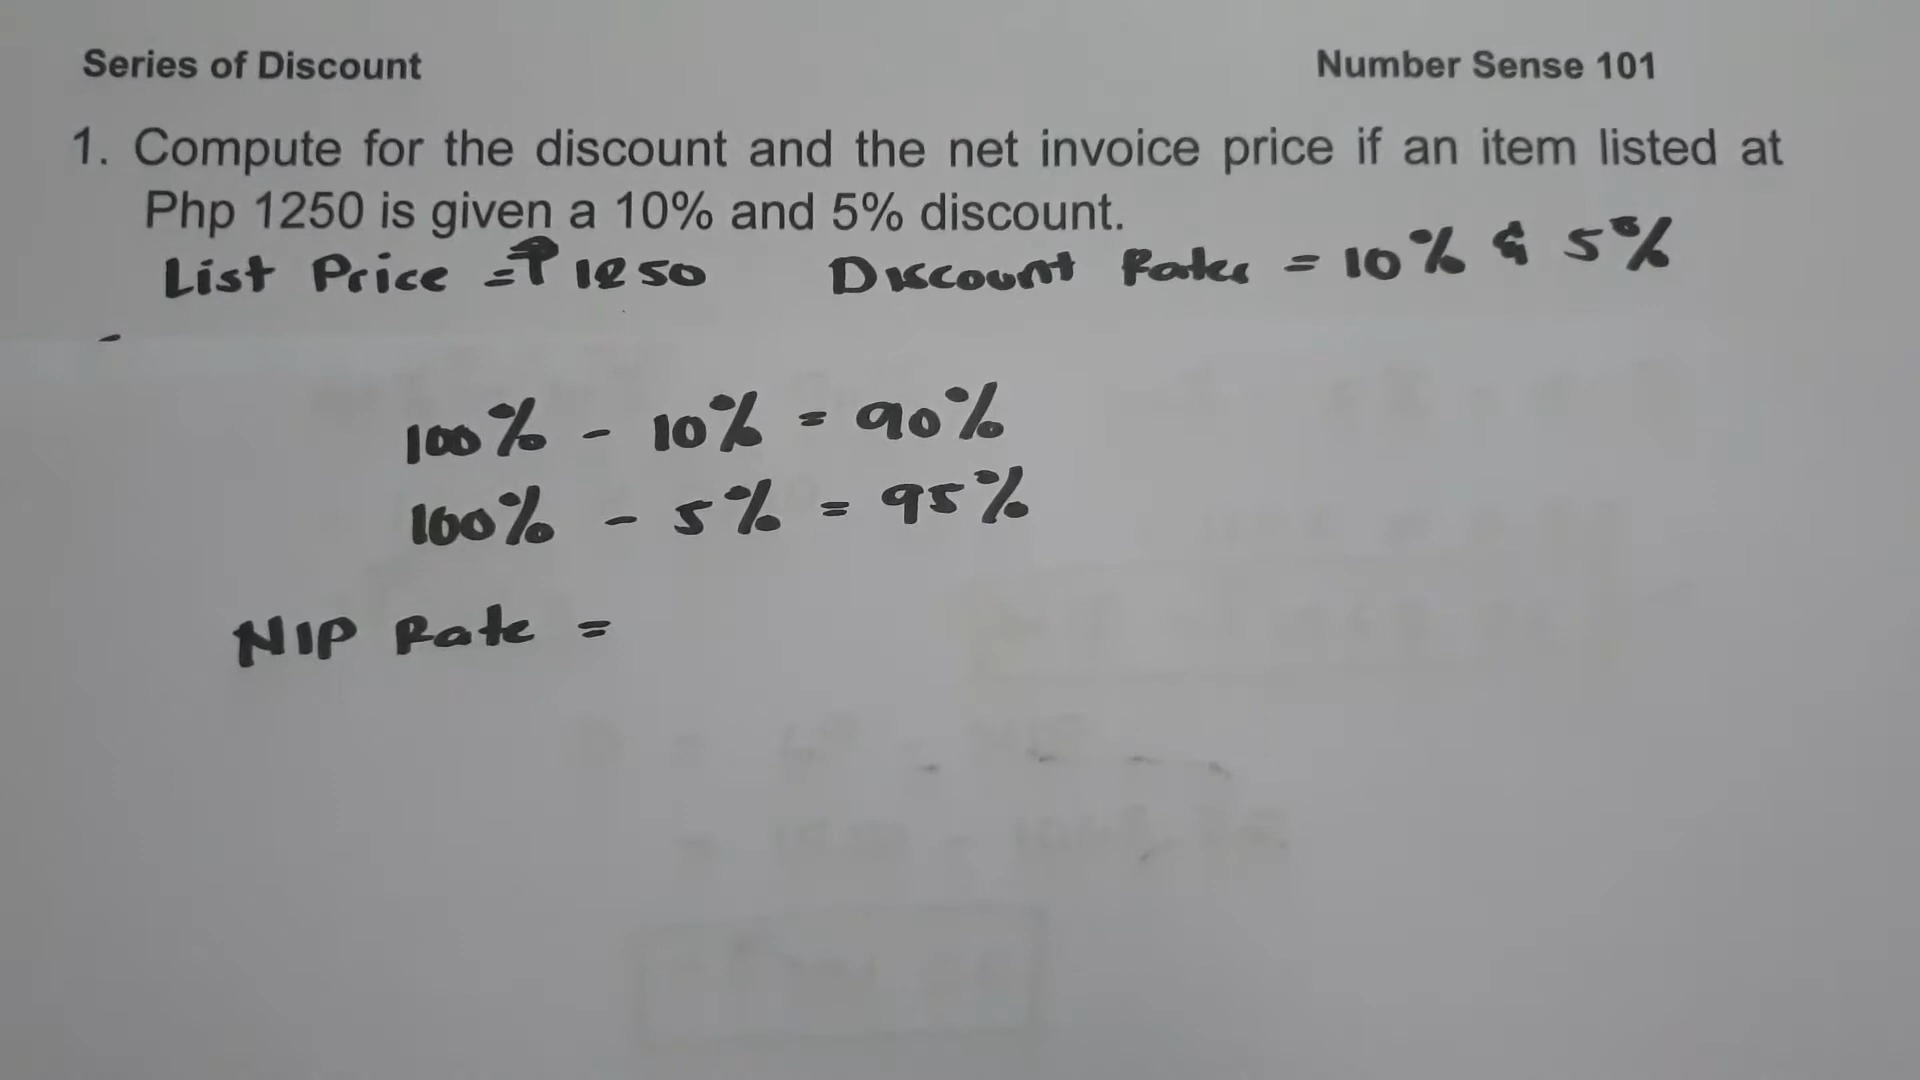 Series of Discount Number Sense 101
1. Compute for the discount and the net invoice price if an item listed at
Php 1250 is given a 10% and 5% discount.
List Price = ₱ 1250 Discount Rates = 10% & 5%
100% - 10% = 90%
100% - 5% = 95%
NIP Rate =